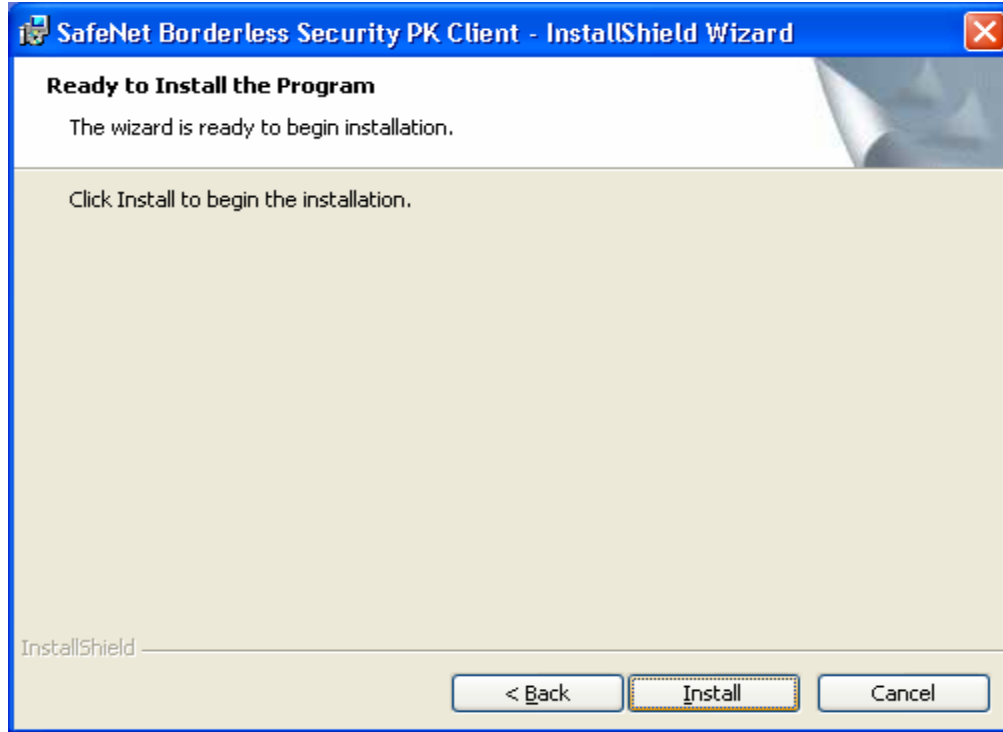 SafeNet Borderless Security PK Client - InstallShield Wizard
Ready to Install the Program
The wizard is ready to begin installation.
Click Install to begin the installation.
InstallShield
< Back
Install
Cancel